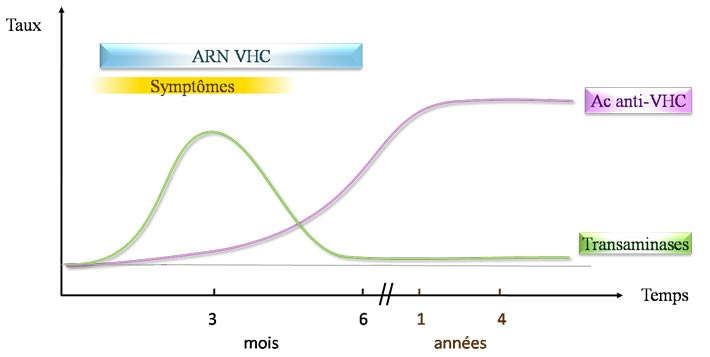 Taux
ARN VHC
Symptômes
Ac anti-VHC
Transaminases
Temps
3 6 1 4
mois années